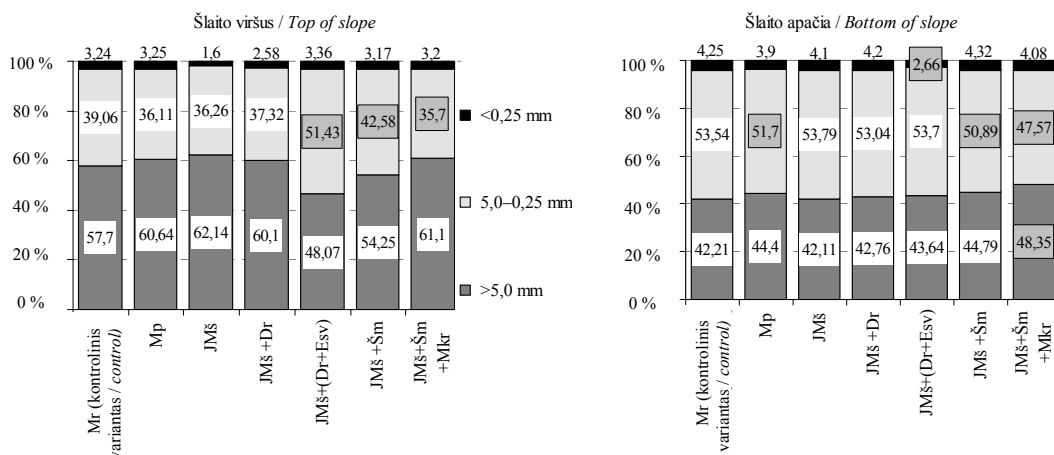 Šlaito viršus / Top of slope
3,24 3,25 1,6 2,58 3,36 3,17 3,2
100 %
80 %
60 %
40 %
20 %
0 %
39,06 36,11 36,26 37,32 51,43 42,58 35,7
57,7 60,64 62,14 60,1 48,07 54,25 61,1
Mr (kontrolinis
variantas / control)
Mp
JMš
JMš +Dr
JMš+(Dr+Esv)
JMš +Šm
JMš+Šm
+Mkr
<0,25 mm
5,0–0,25 mm
>5,0 mm
Šlaito apačia / Bottom of slope
4,25 3,9 4,1 4,2 2,66 4,32 4,08
100 %
80 %
60 %
40 %
20 %
0 %
53,54 51,7 53,79 53,04 53,7 50,89 47,57
42,21 44,4 42,11 42,76 43,64 44,79 48,35
Mr (kontrolinis
variantas / control)
Mp
JMš
JMš +Dr
JMš+(Dr+Esv)
JMš +Šm
JMš+Šm
+Mkr